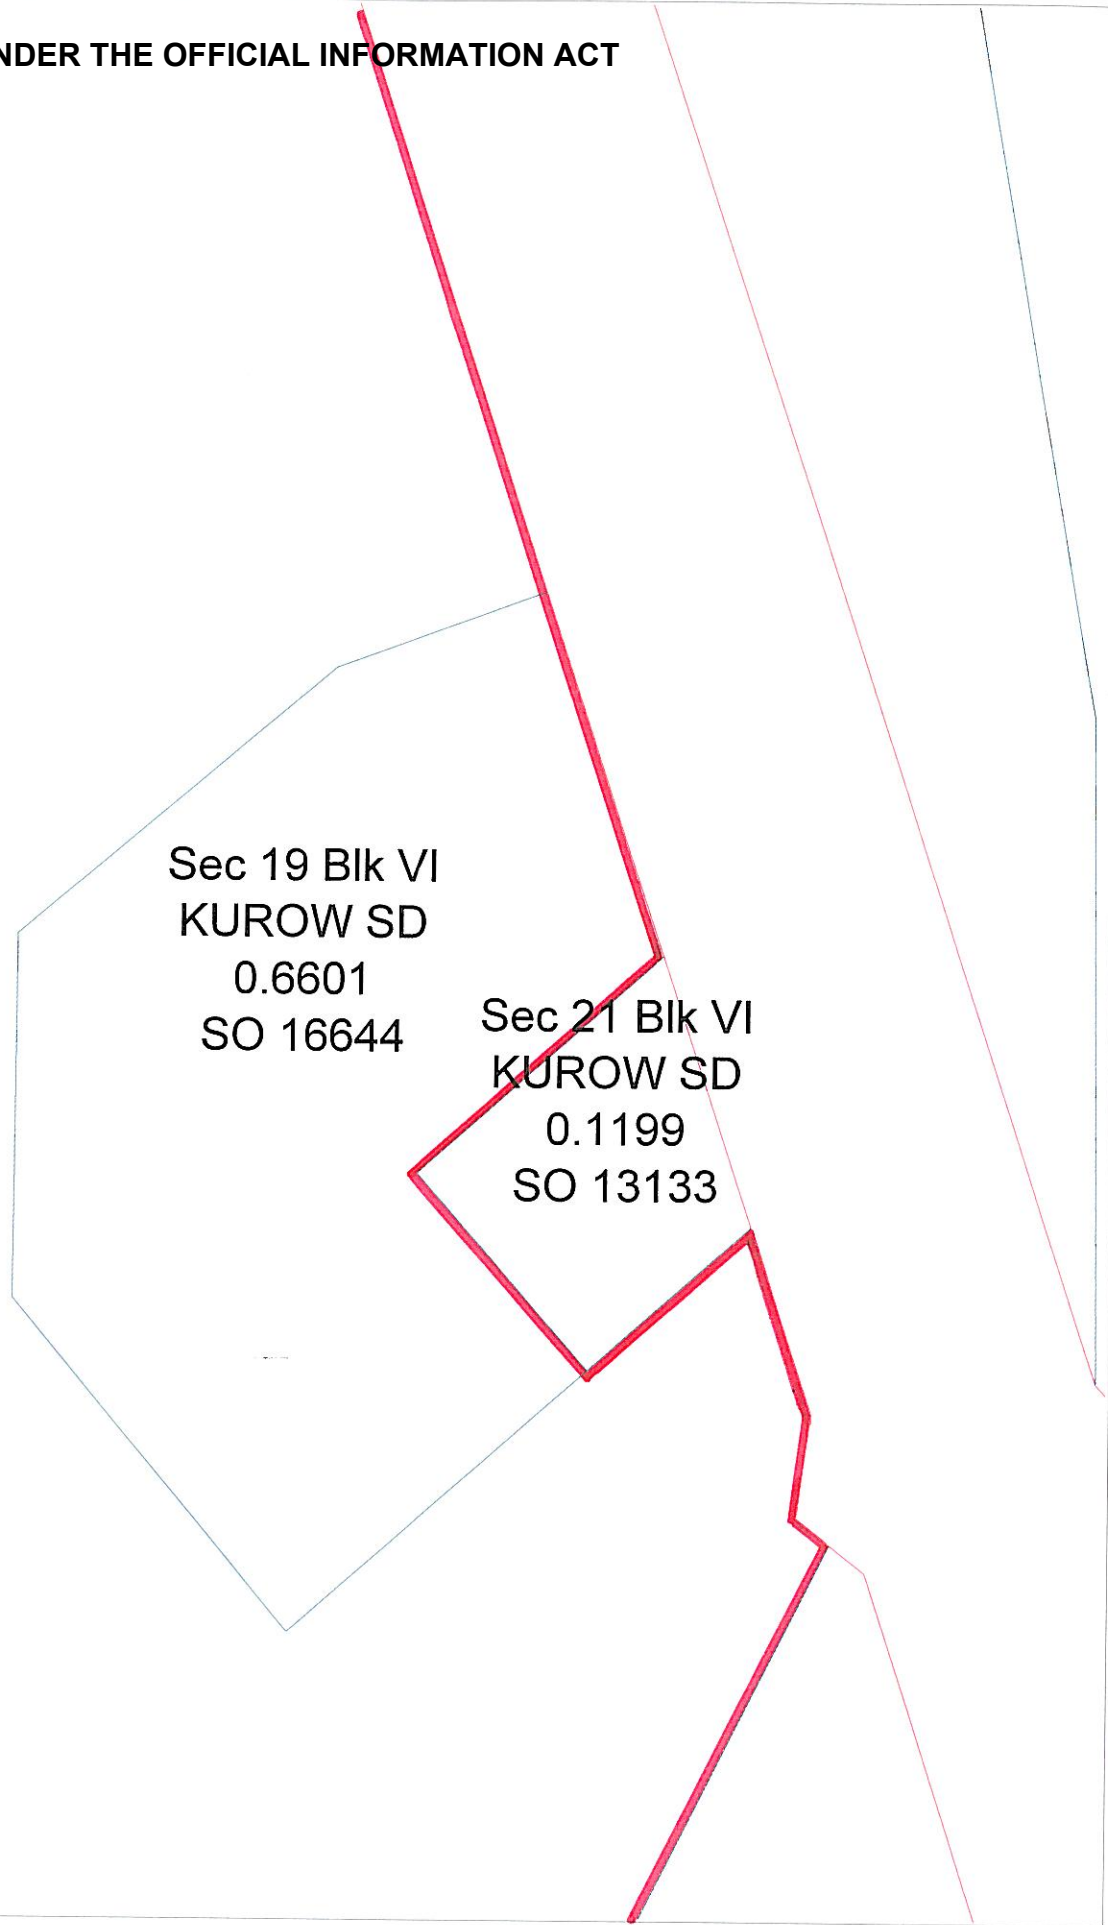 NDER THE OFFICIAL INFORMATION ACT
Sec 19 Blk VI
KUROW SD
0.6601
SO 16644
Sec 21 Blk VI
KUROW SD
0.1199
SO 13133